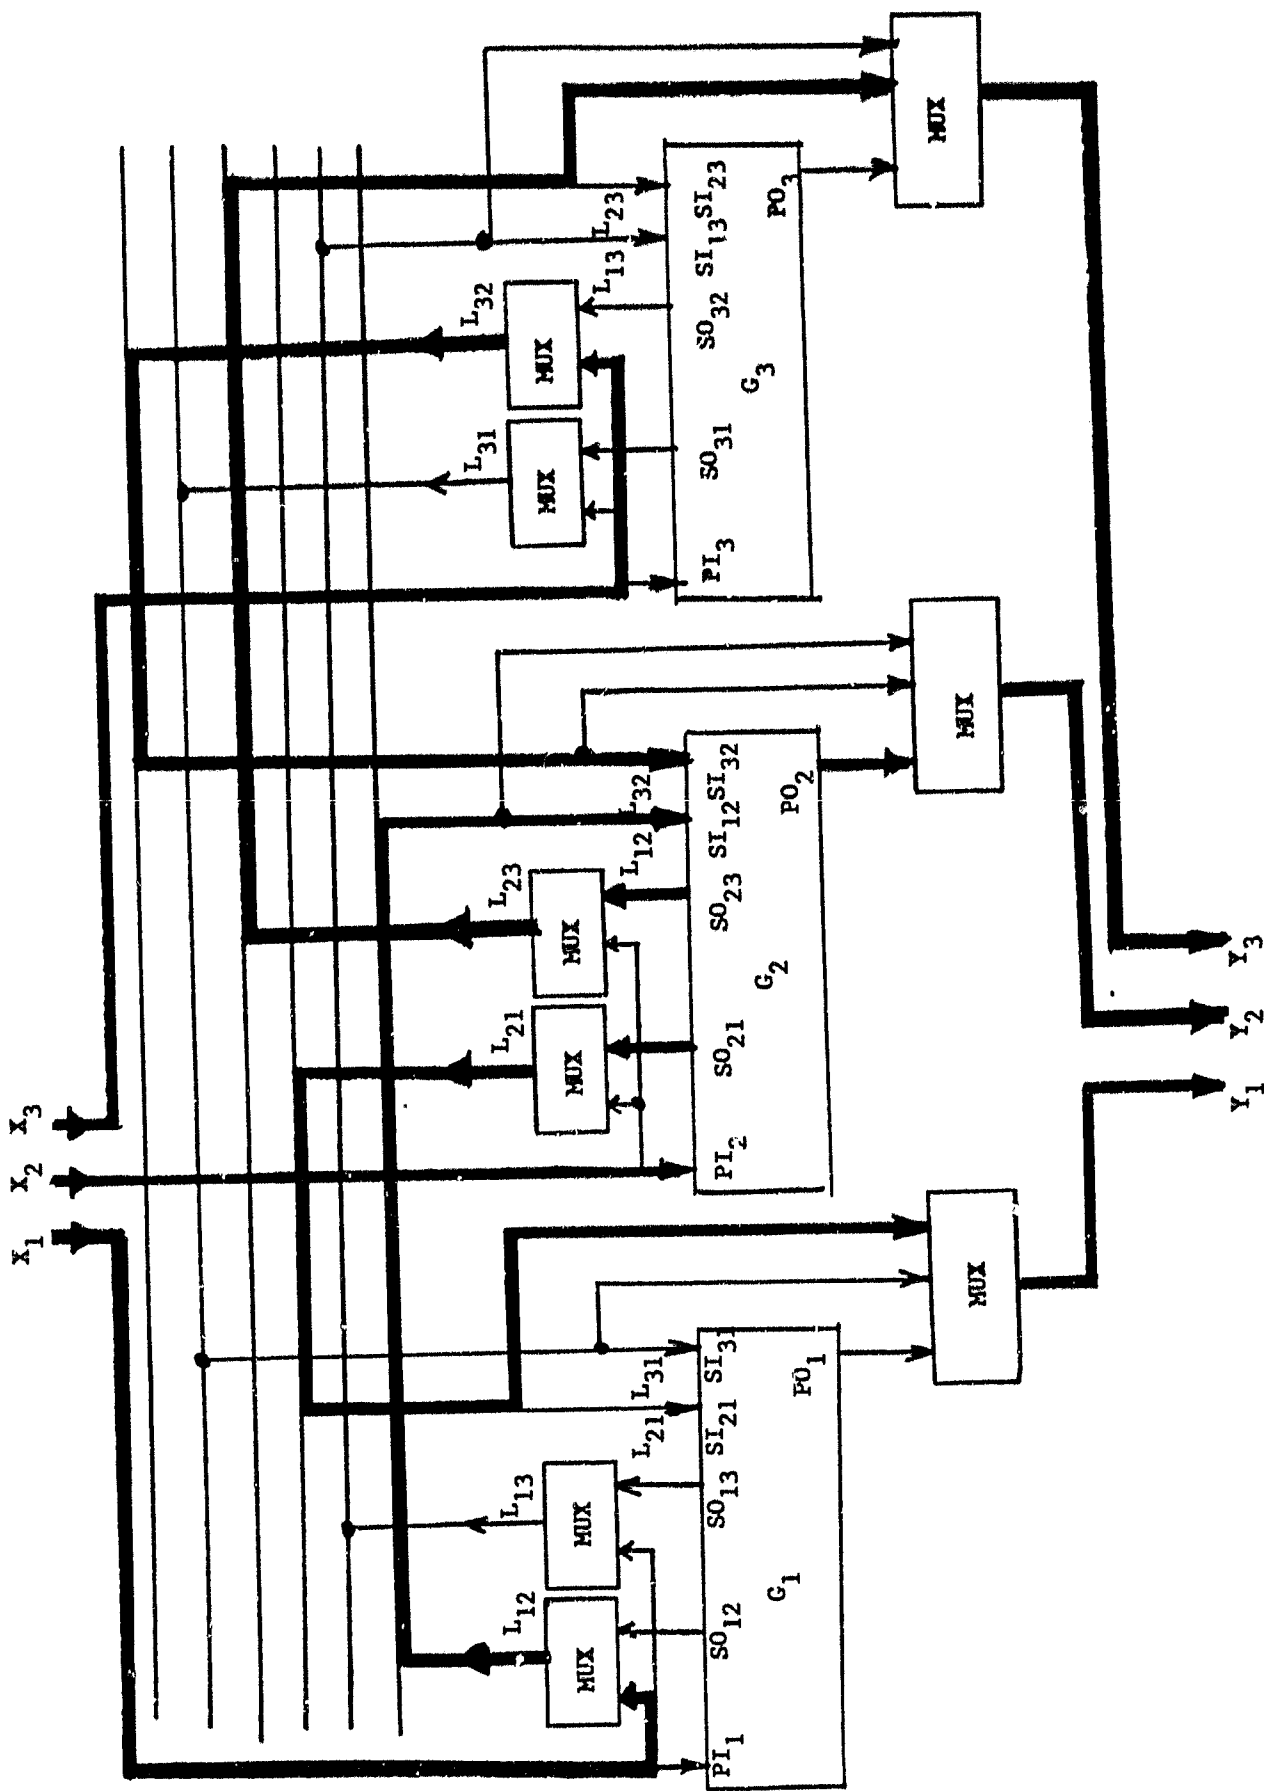 X₁
X₂
X₃
MUX
L₁₂
MUX
L₁₃
L₂₁
L₃₁
PI₁
SO₁₂
SO₁₃
SI₂₁
SI₃₁
G₁
PO₁
MUX
Y₁
MUX
L₂₁
MUX
L₂₃
L₁₂
L₃₂
PI₂
SO₂₁
SO₂₃
SI₁₂
SI₃₂
G₂
PO₂
MUX
Y₂
MUX
L₃₁
MUX
L₃₂
L₁₃
L₂₃
PI₃
SO₃₁
SO₃₂
SI₁₃
SI₂₃
G₃
PO₃
MUX
Y₃